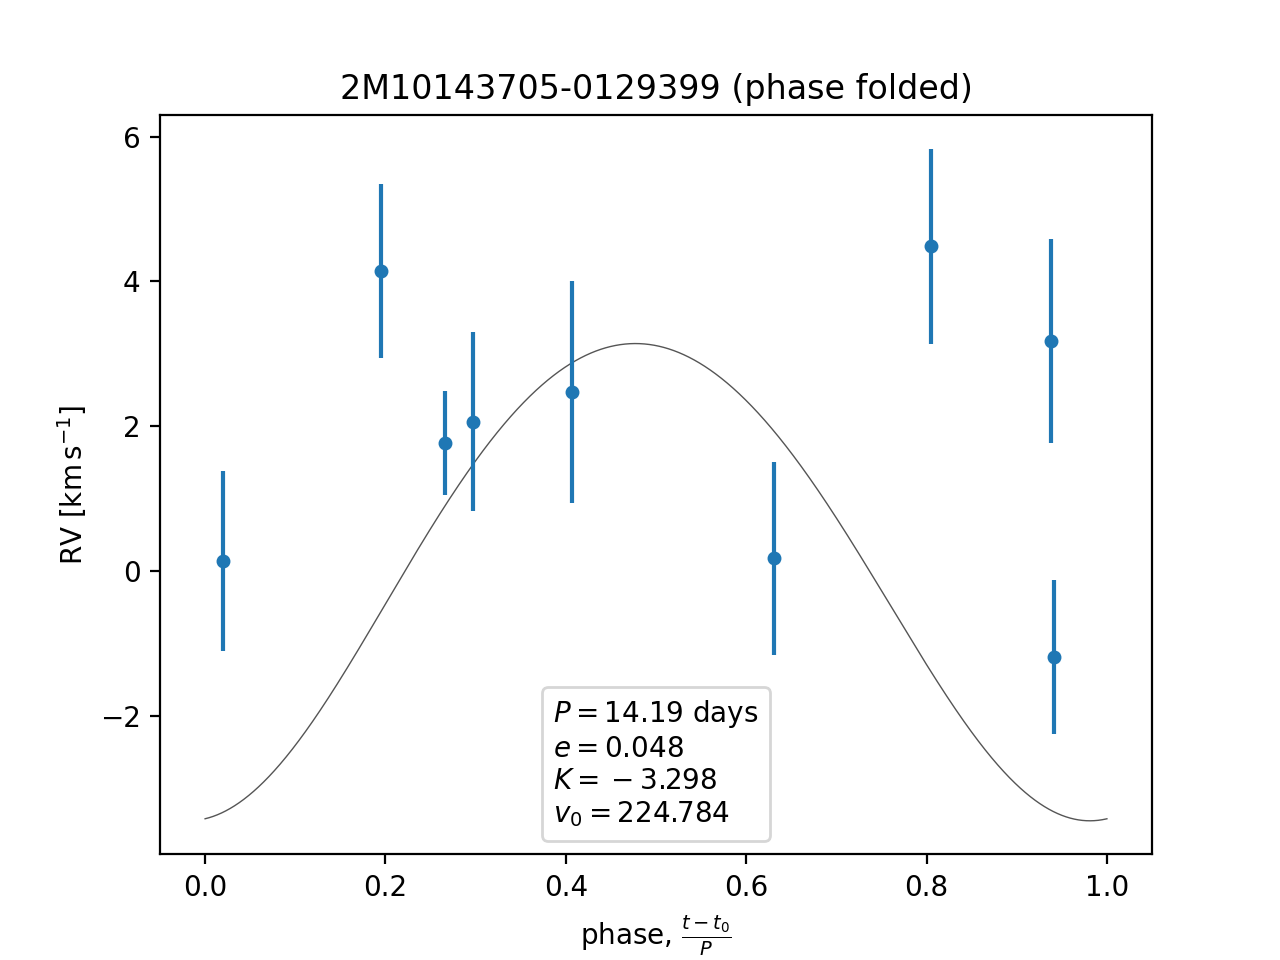 2M10143705-0129399 (phase folded)
6
4
2
0
−2
RV [km s⁻¹]
P = 14.19 days
e = 0.048
K = −3.298
v₀ = 224.784
0.0 0.2 0.4 0.6 0.8 1.0
phase, (t − t₀)/P